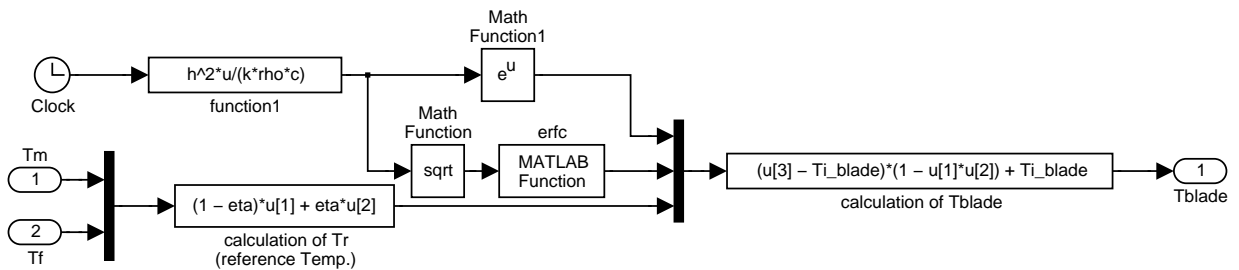 Math
Function1
h^2*u/(k*rho*c)
e^u
Clock
function1
Math
Function
erfc
Tm
sqrt
MATLAB
Function
1
(u[3] − Ti_blade)*(1 − u[1]*u[2]) + Ti_blade
1
(1 − eta)*u[1] + eta*u[2]
calculation of Tblade
Tblade
2
Tf
calculation of Tr
(reference Temp.)